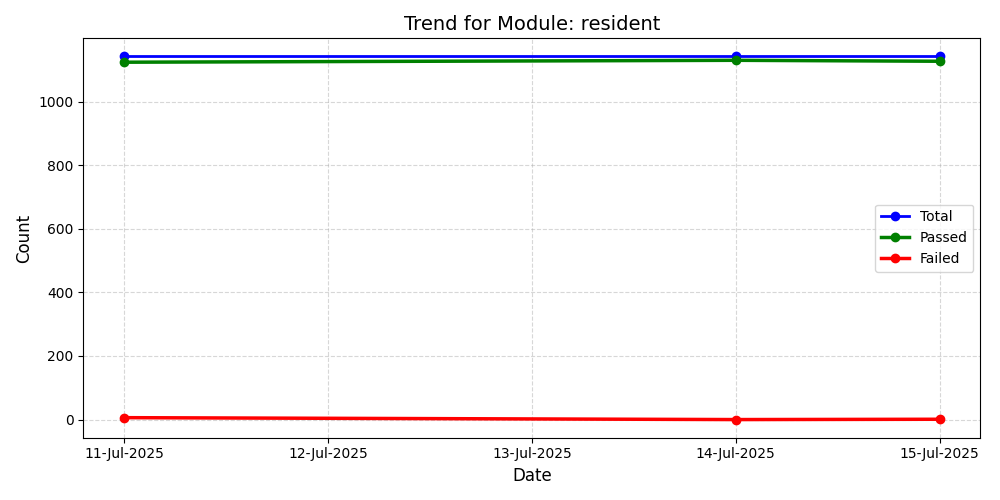 Trend for Module: resident
Count
1000
800
600
400
200
0
Total
Passed
Failed
11-Jul-2025
12-Jul-2025
13-Jul-2025
14-Jul-2025
15-Jul-2025
Date